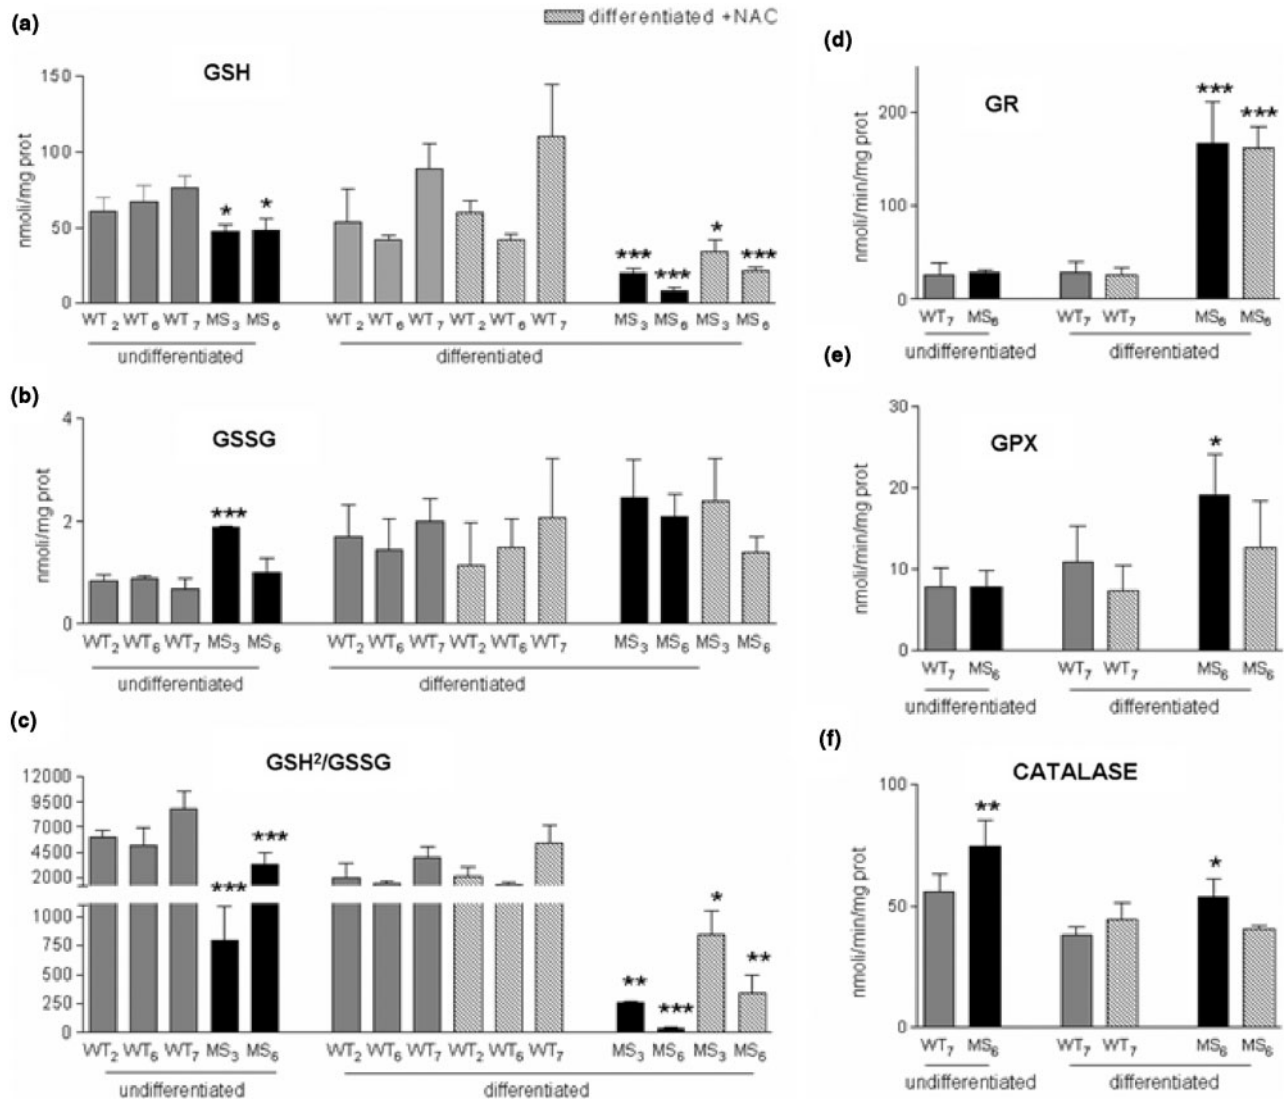 (a)
differentiated +NAC
GSH
nmoli/mg prot
150
100
50
0
* * *** *** * ***
WT2 WT6 WT7 MS3 MS6 WT2 WT6 WT7 WT2 WT6 WT7 MS3 MS6 MS3 MS6
undifferentiated differentiated
(b)
GSSG
nmoli/mg prot
4
2
0
***
WT2 WT6 WT7 MS3 MS6 WT2 WT6 WT7 WT2 WT6 WT7 MS3 MS6 MS3 MS6
undifferentiated differentiated
(c)
GSH²/GSSG
12000
9500
7000
4500
2000
1000
750
500
250
0
*** *** ** *** * **
WT2 WT6 WT7 MS3 MS6 WT2 WT6 WT7 WT2 WT6 WT7 MS3 MS6 MS3 MS6
undifferentiated differentiated
(d)
GR
nmoli/min/mg prot
200
100
0
*** ***
WT7 MS6 WT7 WT7 MS6 MS6
undifferentiated differentiated
(e)
GPX
nmoli/min/mg prot
30
20
10
0
*
WT7 MS6 WT7 WT7 MS6 MS6
undifferentiated differentiated
(f)
CATALASE
nmoli/min/mg prot
100
50
0
** *
WT7 MS6 WT7 WT7 MS6 MS6
undifferentiated differentiated